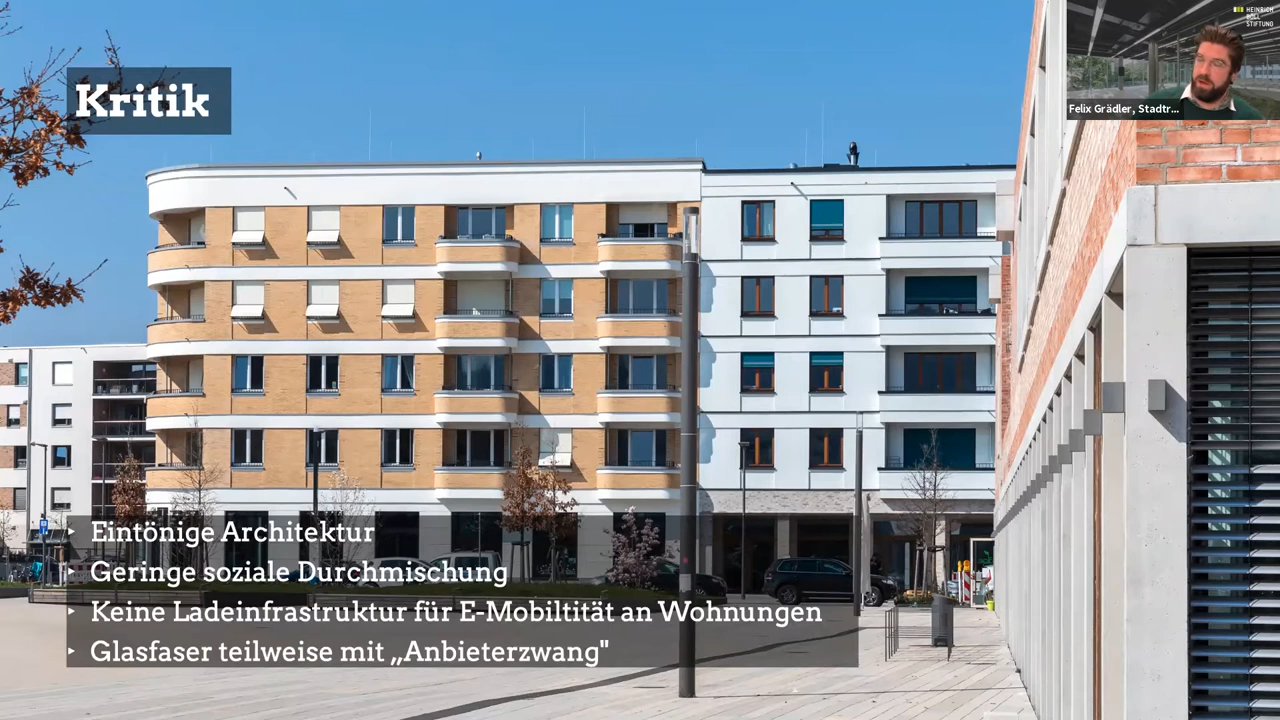 Kritik
HEINRICH
BÖLL
STIFTUNG
Felix Grädler, Stadtr...
Eintönige Architektur
Geringe soziale Durchmischung
Keine Ladeinfrastruktur für E-Mobiltität an Wohnungen
Glasfaser teilweise mit „Anbieterzwang"